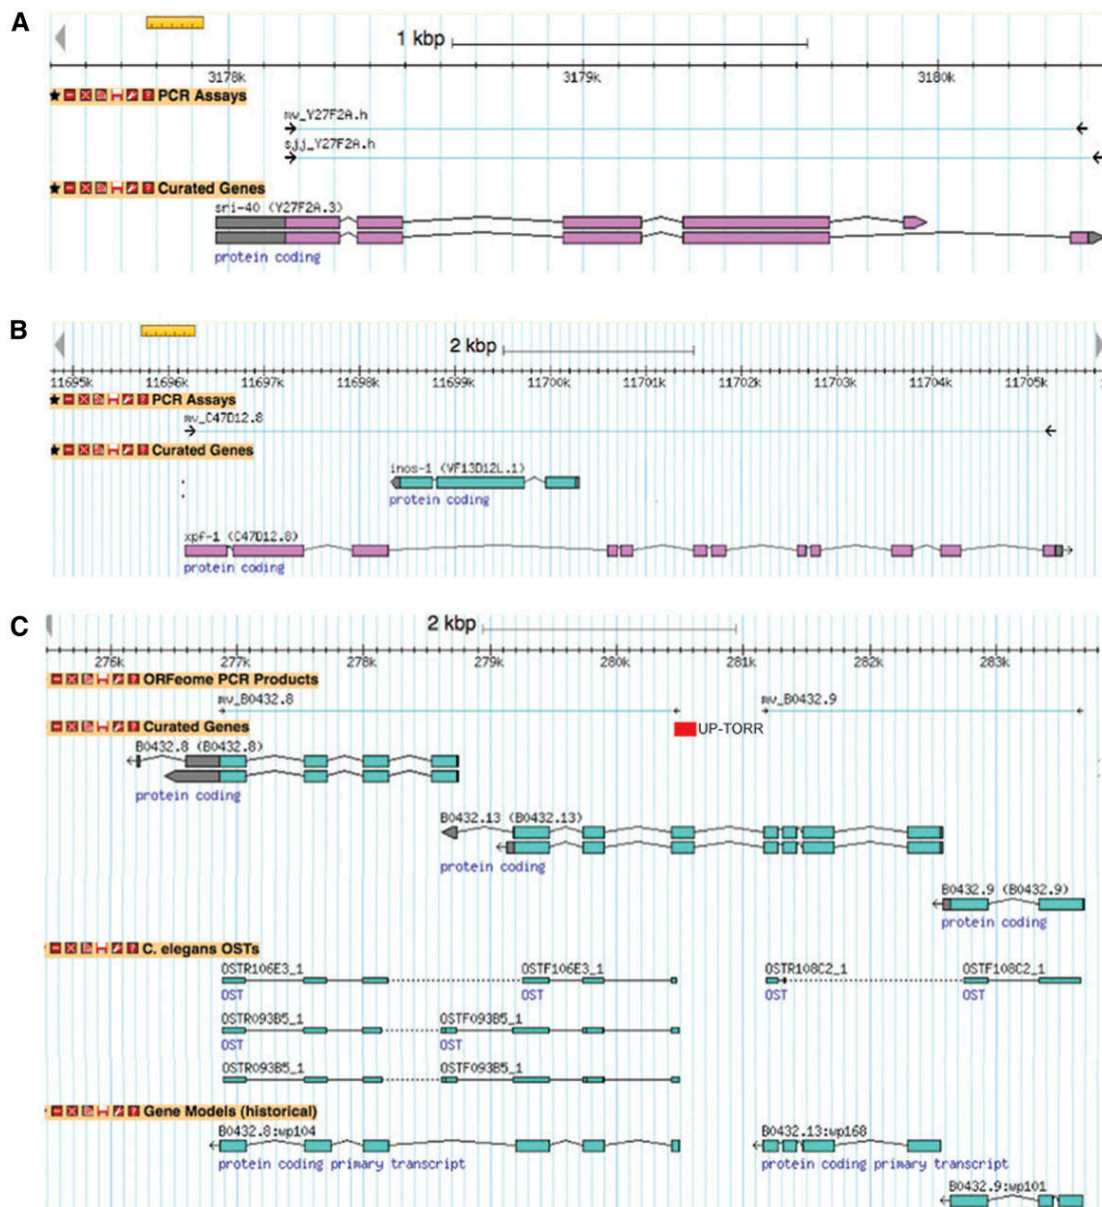 A
1 kbp
3178k 3179k 3180k
PCR Assays
mv_Y27F2A.h
sjj_Y27F2A.h
Curated Genes
sri-40 (Y27F2A.3)
protein coding
B
2 kbp
11695k 11696k 11697k 11698k 11699k 11700k 11701k 11702k 11703k 11704k 11705k
PCR Assays
mv_C47D12.8
Curated Genes
inos-1 (VF13D12L.1)
protein coding
xpf-1 (C47D12.8)
protein coding
C
2 kbp
276k 277k 278k 279k 280k 281k 282k 283k
ORFeome PCR Products
mv_B0432.8 mv_B0432.9
Curated Genes
UP-TORR
B0432.8 (B0432.8)
protein coding
B0432.13 (B0432.13)
protein coding
B0432.9 (B0432.9)
protein coding
C. elegans OSTs
OSTR106E3_1 OSTF106E3_1 OSTR108C2_1 OSTF108C2_1
OST OST OST OST
OSTR093B5_1 OSTF093B5_1
OST OST
OSTR093B5_1 OSTF093B5_1
Gene Models (historical)
B0432.8:wp104 B0432.13:wp168
protein coding primary transcript protein coding primary transcript
B0432.9:wp101